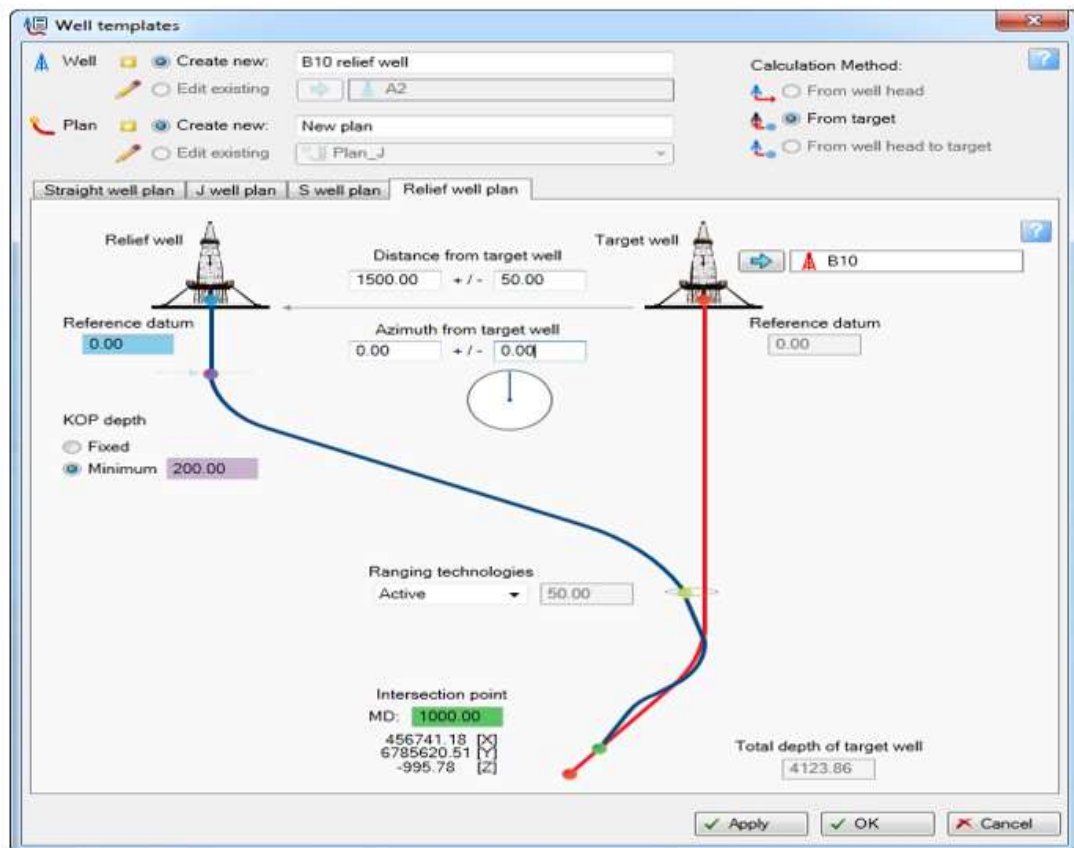 Well templates
Well Create new: B10 relief well
Edit existing A2
Plan Create new: New plan
Edit existing Plan_J
Calculation Method:
From well head
From target
From well head to target
Straight well plan J well plan S well plan Relief well plan
Relief well
Distance from target well
1500.00 +/- 50.00
Target well
B10
Reference datum
0.00
Azimuth from target well
0.00 +/- 0.00
Reference datum
0.00
KOP depth
Fixed
Minimum 200.00
Ranging technologies
Active 50.00
Intersection point
MD: 1000.00
456741.18 [X]
6785620.51 [Y]
-995.78 [Z]
Total depth of target well
4123.86
Apply OK Cancel